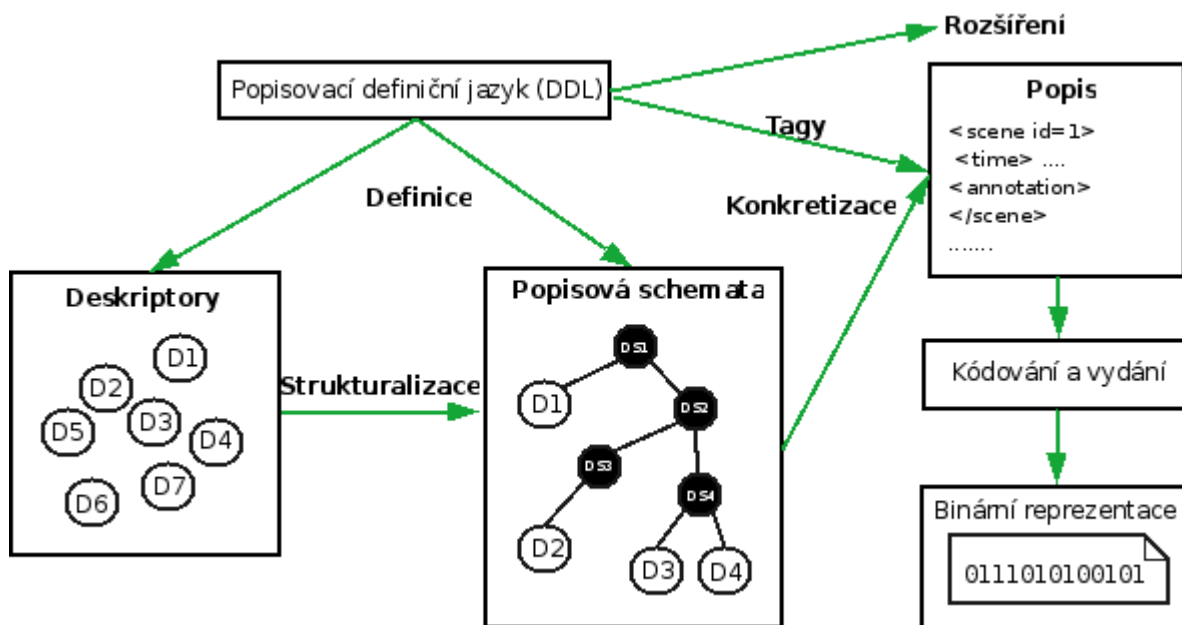 Rozšíření
Popisovací definiční jazyk (DDL)
Tagy
Definice
Konkretizace
Popis
<scene id=1>
<time> ....
<annotation>
</scene>
.......
Deskriptory
D1
D2
D3
D5
D4
D7
D6
Strukturalizace
Popisová schemata
DS1
D1
DS2
DS3
DS4
D2
D3
D4
Kódování a vydání
Binární reprezentace
0111010100101